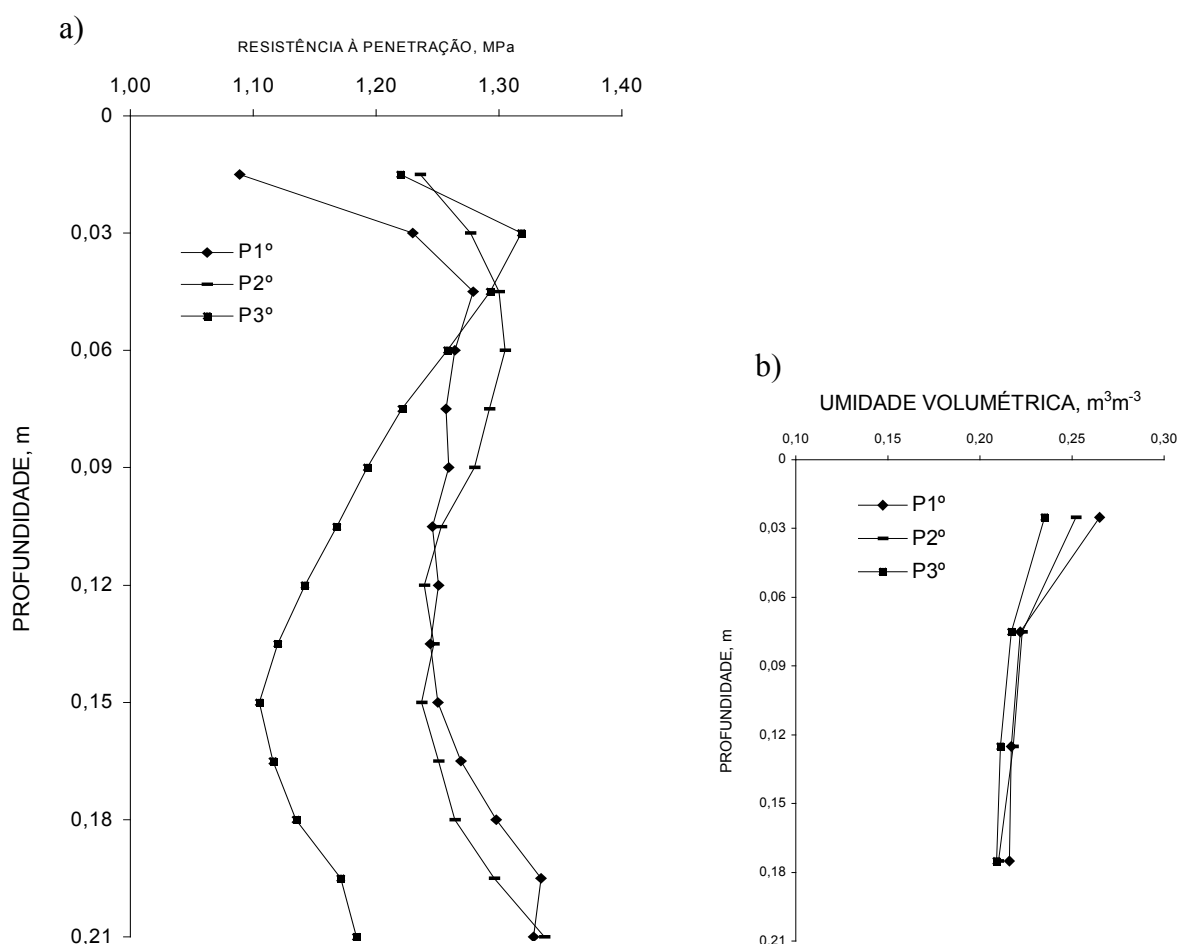 a)
RESISTÊNCIA À PENETRAÇÃO, MPa
1,00 1,10 1,20 1,30 1,40
0
0,03
0,06
0,09
0,12
0,15
0,18
0,21
PROFUNDIDADE, m
P1º
P2º
P3º
b)
UMIDADE VOLUMÉTRICA, m³m⁻³
0,10 0,15 0,20 0,25 0,30
0
0,03
0,06
0,09
0,12
0,15
0,18
0,21
PROFUNDIDADE, m
P1º
P2º
P3º